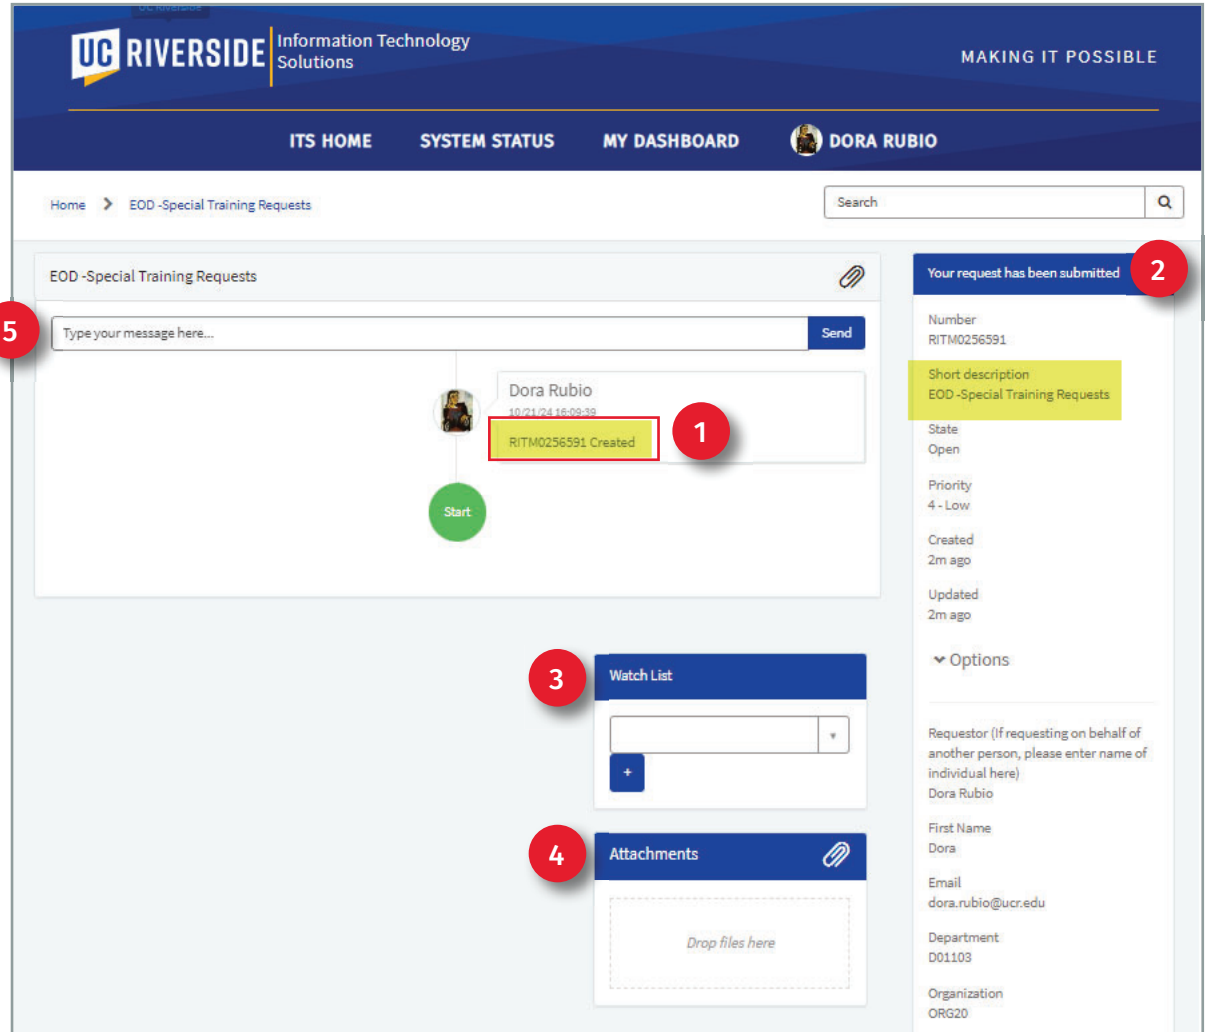 UC Riverside
UC RIVERSIDE
Information Technology
Solutions
MAKING IT POSSIBLE
ITS HOME
SYSTEM STATUS
MY DASHBOARD
DORA RUBIO
Home
EOD -Special Training Requests
Search
EOD -Special Training Requests
5
Type your message here...
Send
Dora Rubio
10/21/24 16:09:39
RITM0256591 Created
1
Start
3
Watch List
+
4
Attachments
Drop files here
Your request has been submitted
2
Number
RITM0256591
Short description
EOD -Special Training Requests
State
Open
Priority
4 - Low
Created
2m ago
Updated
2m ago
Options
Requestor (If requesting on behalf of
another person, please enter name of
individual here)
Dora Rubio
First Name
Dora
Email
dora.rubio@ucr.edu
Department
D01103
Organization
ORG20